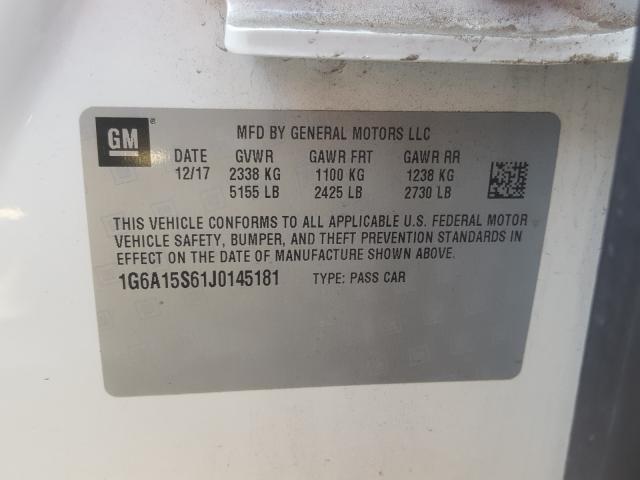 GM
MFD BY GENERAL MOTORS LLC
DATE GVWR GAWR FRT GAWR RR
12/17 2338 KG 1100 KG 1238 KG
5155 LB 2425 LB 2730 LB
THIS VEHICLE CONFORMS TO ALL APPLICABLE U.S. FEDERAL MOTOR
VEHICLE SAFETY, BUMPER, AND THEFT PREVENTION STANDARDS IN
EFFECT ON THE DATE OF MANUFACTURE SHOWN ABOVE.
1G6A15S61J0145181 TYPE: PASS CAR